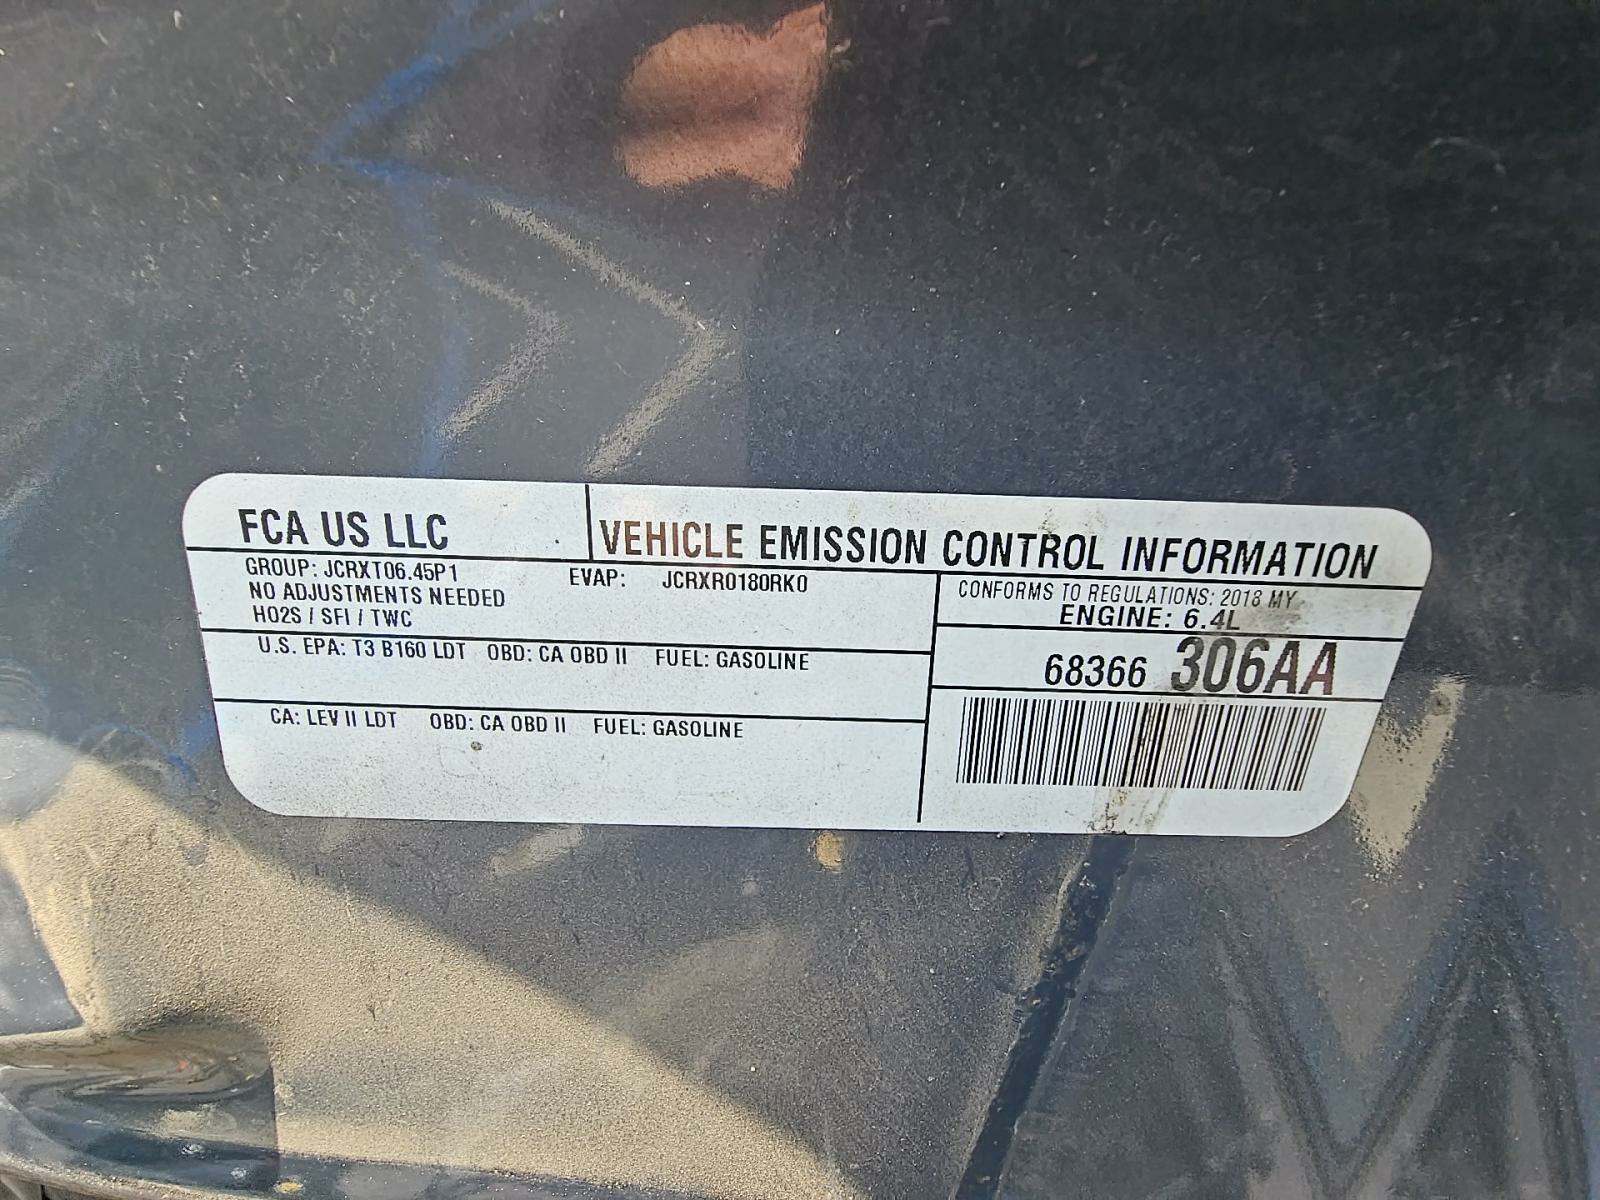 FCA US LLC
VEHICLE EMISSION CONTROL INFORMATION
GROUP: JCRXT06.45P1
EVAP: JCRXR0180RK0
NO ADJUSTMENTS NEEDED
HO2S / SFI / TWC
CONFORMS TO REGULATIONS: 2018 MY
ENGINE: 6.4L
U.S. EPA: T3 B160 LDT OBD: CA OBD II FUEL: GASOLINE
68366 306AA
CA: LEV II LDT OBD: CA OBD II FUEL: GASOLINE